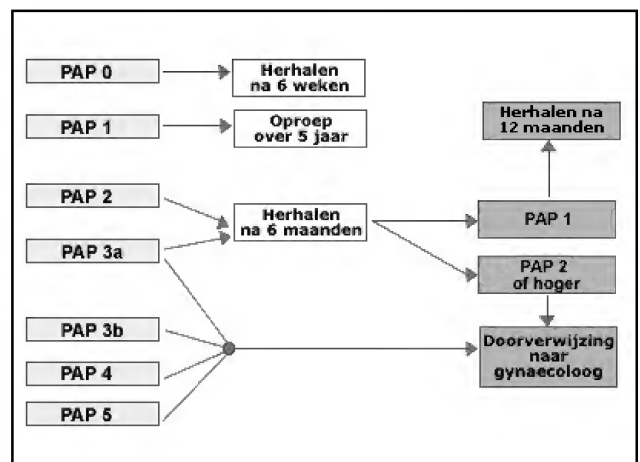 PAP 0
Herhalen
na 6 weken
PAP 1
Oproep
over 5 jaar
Herhalen na
12 maanden
PAP 2
Herhalen
na 6 maanden
PAP 1
PAP 3a
PAP 2
of hoger
PAP 3b
Doorverwijzing
naar
gynaecoloog
PAP 4
PAP 5